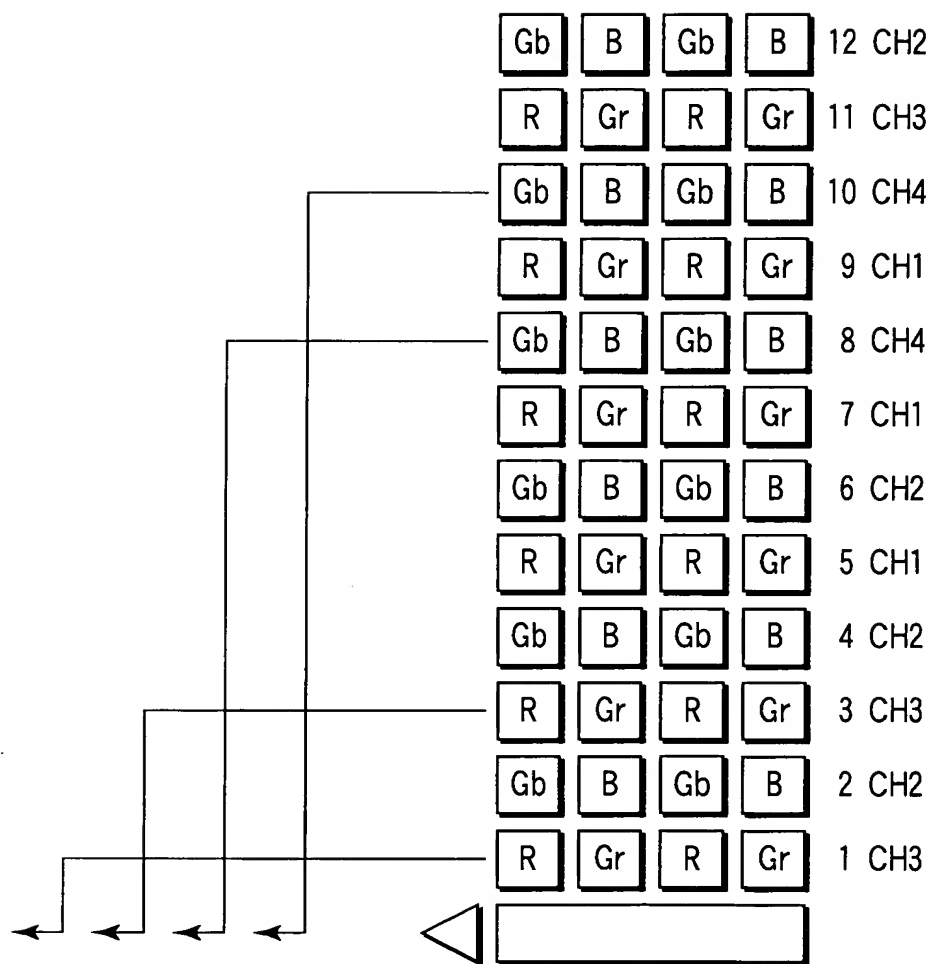 Gb B Gb B 12 CH2
R Gr R Gr 11 CH3
Gb B Gb B 10 CH4
R Gr R Gr 9 CH1
Gb B Gb B 8 CH4
R Gr R Gr 7 CH1
Gb B Gb B 6 CH2
R Gr R Gr 5 CH1
Gb B Gb B 4 CH2
R Gr R Gr 3 CH3
Gb B Gb B 2 CH2
R Gr R Gr 1 CH3